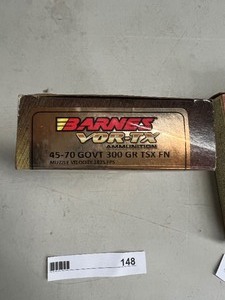 BARNES
VOR-TX
AMMUNITION
45-70 GOVT 300 GR TSX FN
148